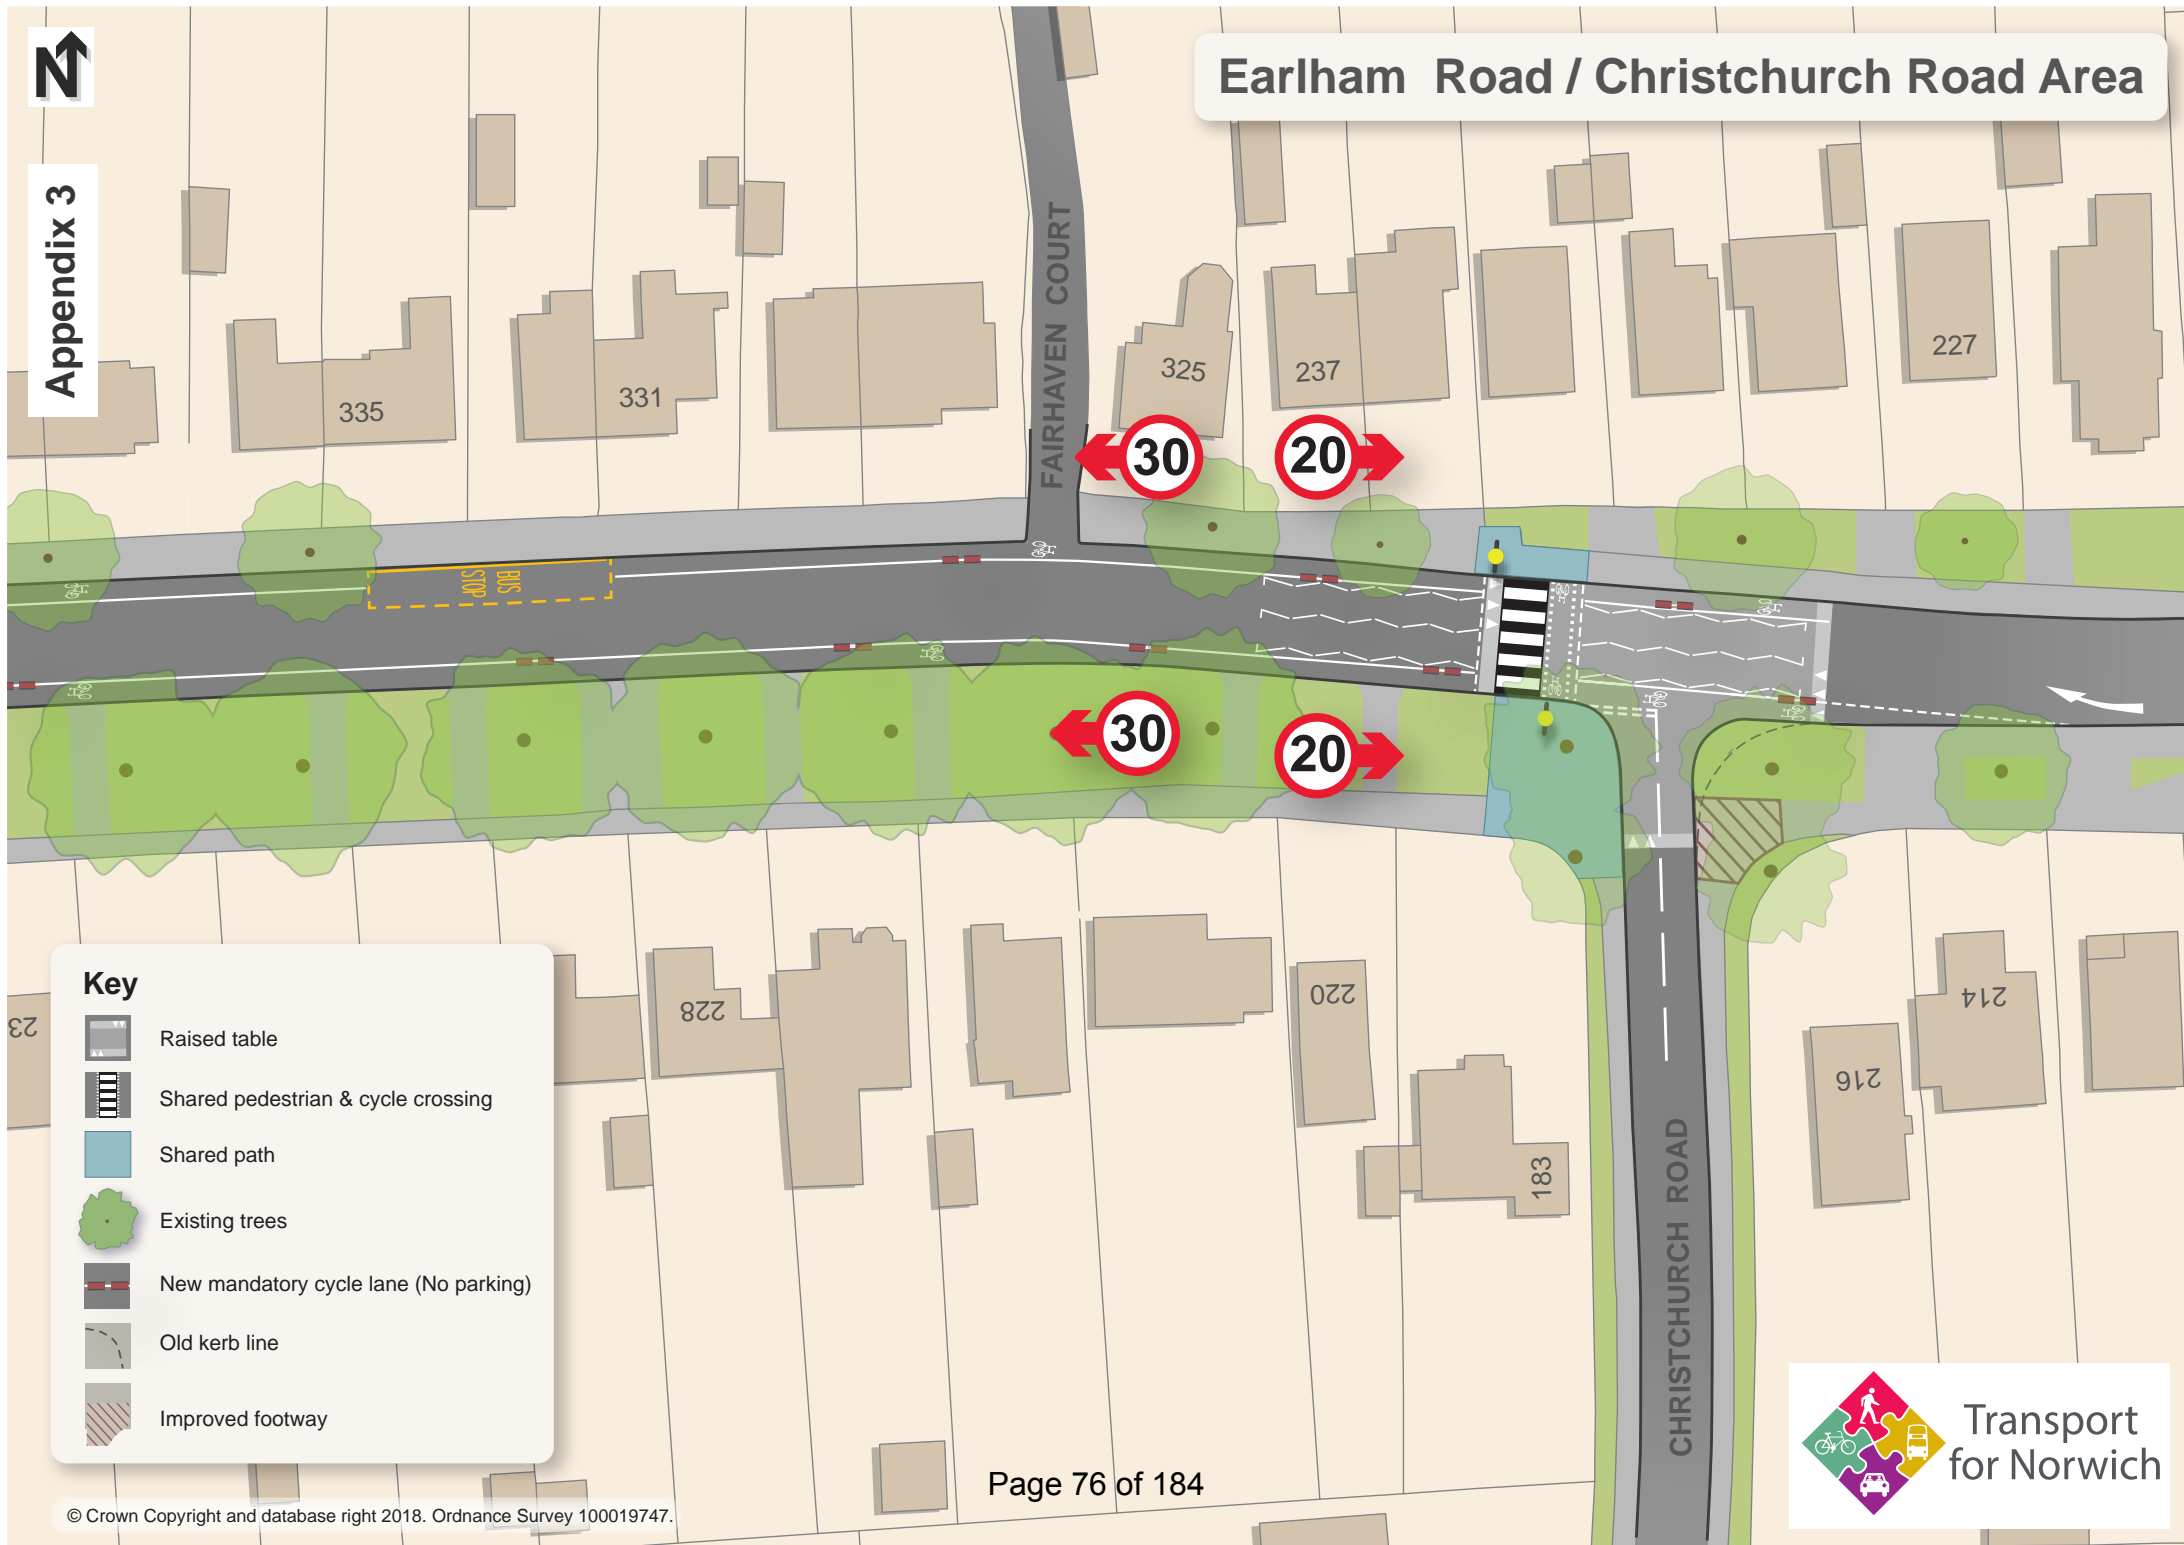 N
Earlham Road / Christchurch Road Area
Appendix 3
FAIRHAVEN COURT
335
331
325
237
227
30
20
BUS
STOP
30
20
23
228
220
183
216
214
CHRISTCHURCH ROAD
Key
Raised table
Shared pedestrian & cycle crossing
Shared path
Existing trees
New mandatory cycle lane (No parking)
Old kerb line
Improved footway
Page 76 of 184
© Crown Copyright and database right 2018. Ordnance Survey 100019747.
Transport
for Norwich